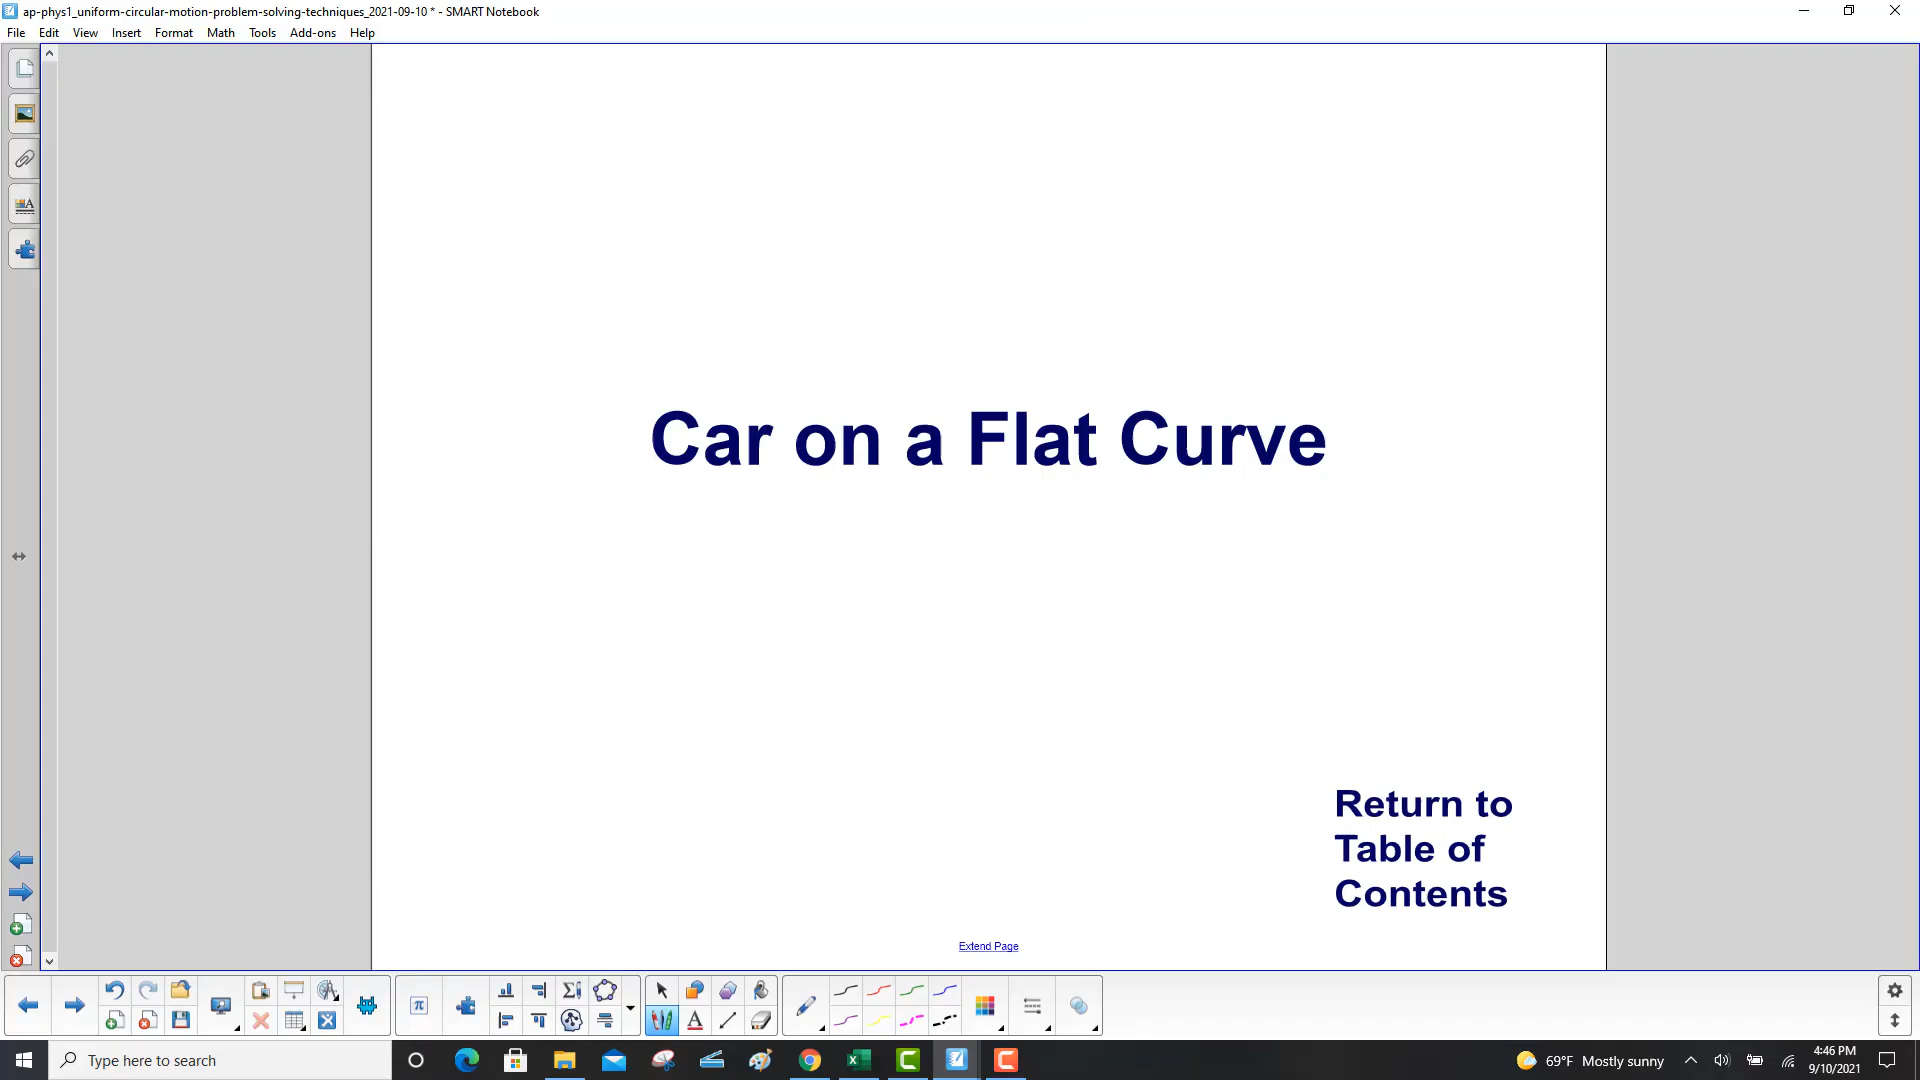 ap-phys1_uniform-circular-motion-problem-solving-techniques_2021-09-10 * - SMART Notebook
File Edit View Insert Format Math Tools Add-ons Help
Car on a Flat Curve
Return to
Table of
Contents
Extend Page
Type here to search
69°F Mostly sunny
4:46 PM
9/10/2021